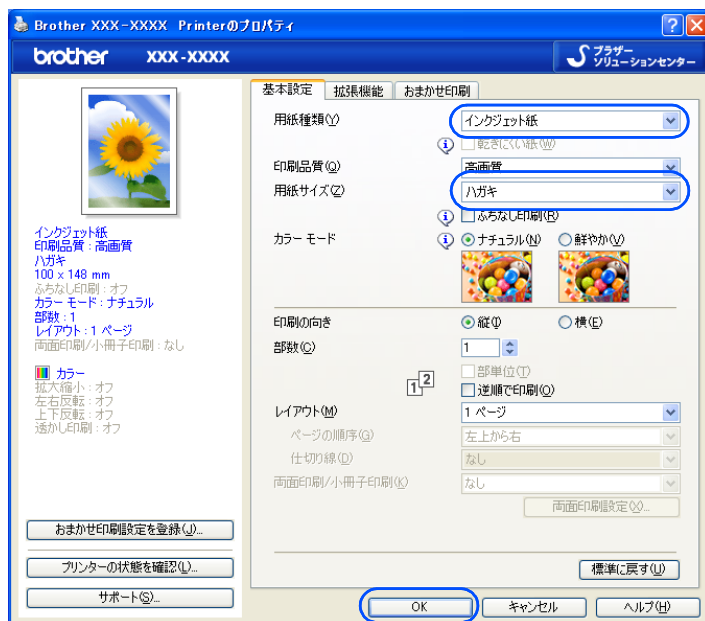 Brother XXX-XXXX Printerのプロパティ
brother XXX-XXXX
ブラザー
ソリューションセンター
基本設定 拡張機能 おまかせ印刷
インクジェット紙
印刷品質 : 高画質
ハガキ
100 x 148 mm
ふちなし印刷 : オフ
カラー モード : ナチュラル
部数 : 1
レイアウト : 1 ページ
両面印刷/小冊子印刷 : なし
カラー
拡大縮小 : オフ
左右反転 : オフ
上下反転 : オフ
透かし印刷 : オフ
おまかせ印刷設定を登録(J)...
プリンターの状態を確認(L)...
サポート(S)...
用紙種類(Y) インクジェット紙
乾きにくい紙(W)
印刷品質(Q) 高画質
用紙サイズ(Z) ハガキ
ふちなし印刷(R)
カラー モード ナチュラル(N) 鮮やか(V)
印刷の向き 縦(I) 横(E)
部数(C) 1
部単位(T)
12
逆順で印刷(O)
レイアウト(M) 1 ページ
ページの順序(G) 左上から右
仕切り線(D) なし
両面印刷/小冊子印刷(K) なし
両面印刷設定(X)...
標準に戻す(U)
OK キャンセル ヘルプ(H)